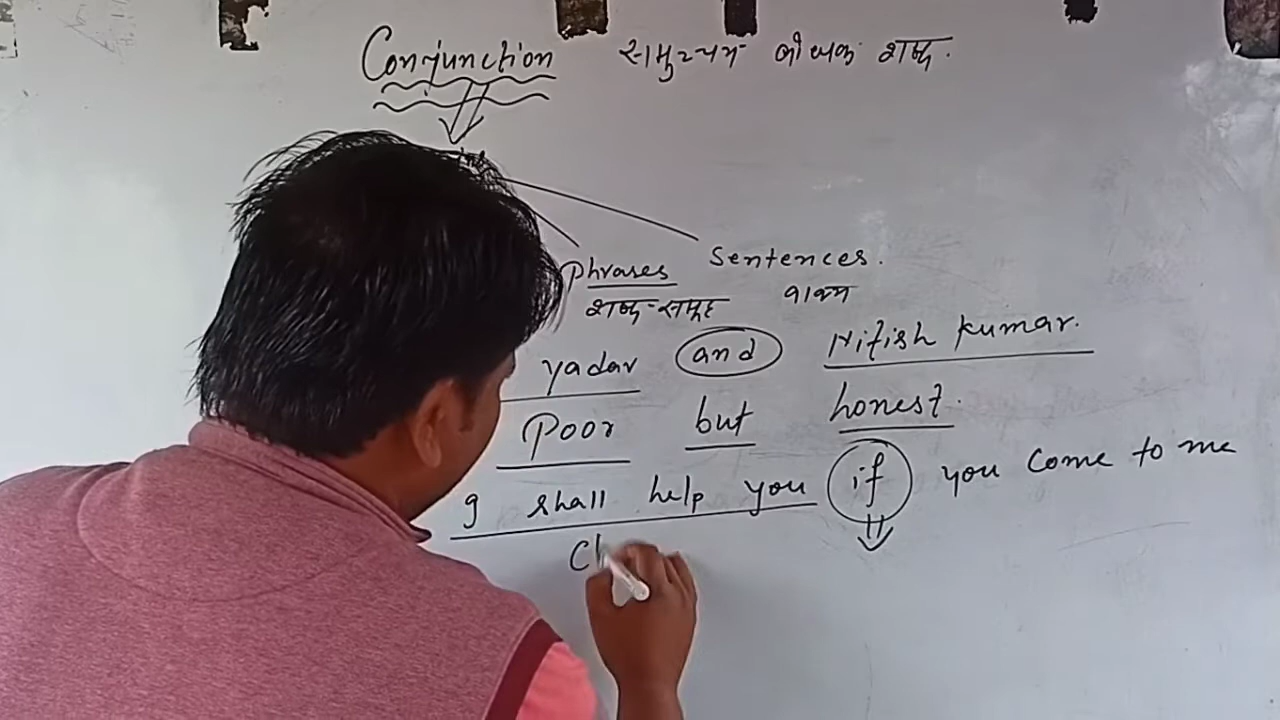 Conjunction समुच्चय बोधक शब्द.
Phrases Sentences.
शब्द-समूह वाक्य
yadav and Nitish Kumar.
Poor but honest.
I shall help you if you come to me
Cl